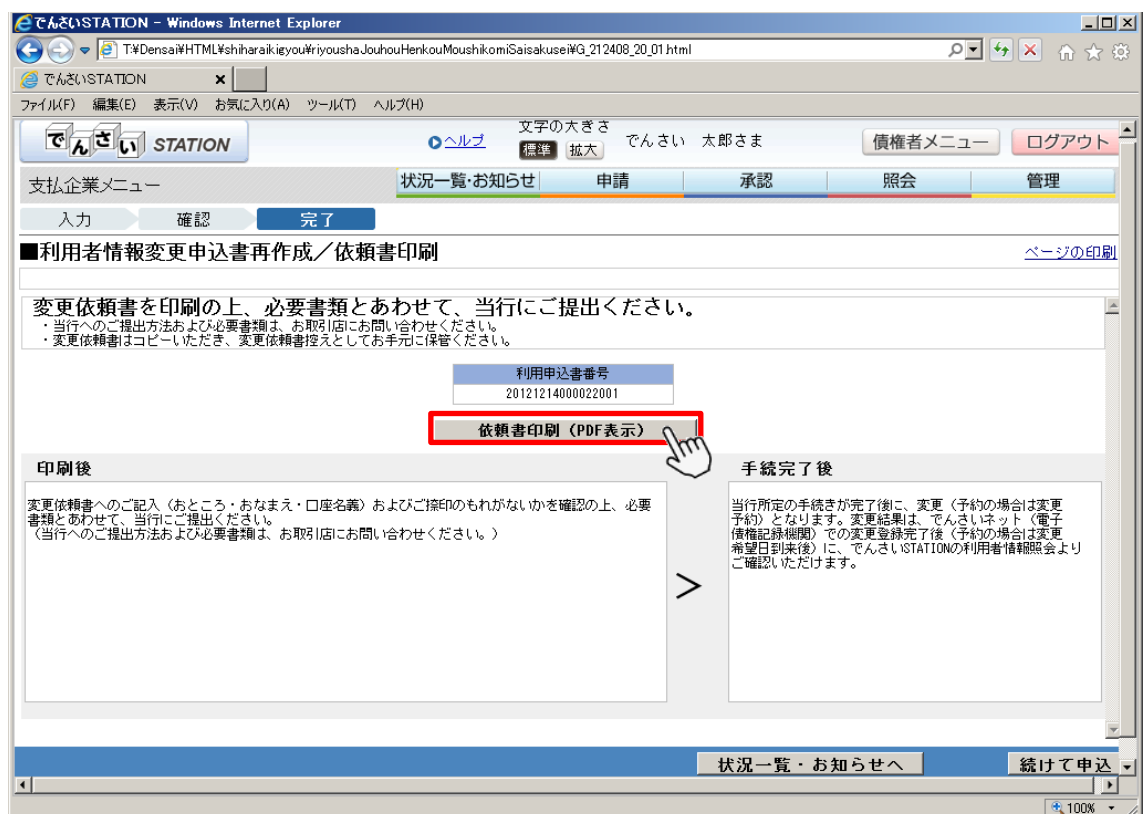 でんさいSTATION - Windows Internet Explorer
T:¥Densai¥HTML¥shiharaikigyou¥riyoushaJouhouHenkouMoushikomiSaisakusei¥G_212408_20_01.html
でんさいSTATION
ファイル(F) 編集(E) 表示(V) お気に入り(A) ツール(T) ヘルプ(H)
でんさい STATION
ヘルプ
文字の大きさ
標準 拡大
でんさい 太郎さま
債権者メニュー
ログアウト
支払企業メニュー
状況一覧・お知らせ 申請 承認 照会 管理
入力 確認 完了
■利用者情報変更申込書再作成／依頼書印刷
ページの印刷
変更依頼書を印刷の上、必要書類とあわせて、当行にご提出ください。
・当行へのご提出方法および必要書類は、お取引店にお問い合わせください。
・変更依頼書はコピーいただき、変更依頼書控えとしてお手元に保管ください。
利用申込書番号
20121214000022001
依頼書印刷（PDF表示）
印刷後
変更依頼書へのご記入（おところ・おなまえ・口座名義）およびご捺印のもれがないかを確認の上、必要
書類とあわせて、当行にご提出ください。
（当行へのご提出方法および必要書類は、お取引店にお問い合わせください。）
＞
手続完了後
当行所定の手続きが完了後に、変更（予約の場合は変更
予約）となります。変更結果は、でんさいネット（電子
債権記録機関）での変更登録完了後（予約の場合は変更
希望日到来後）に、でんさいSTATIONの利用者情報照会より
ご確認いただけます。
状況一覧・お知らせへ
続けて申込
100%